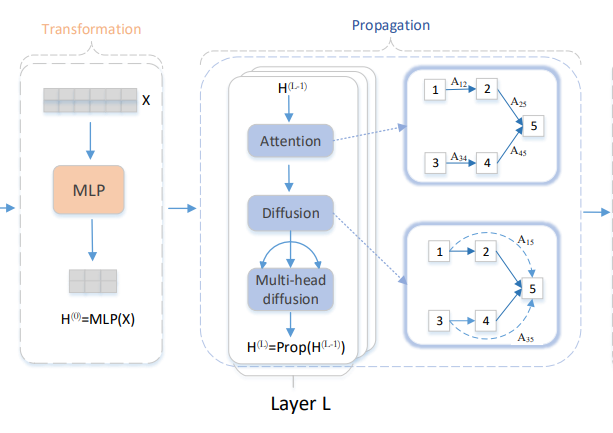 Transformation
X
MLP
H(0)=MLP(X)
Propagation
H(L-1)
Attention
Diffusion
Multi-head
diffusion
H(L)=Prop(H(L-1))
Layer L
1
A12
2
A25
5
3
A34
4
A45
1
2
A15
5
3
4
A35